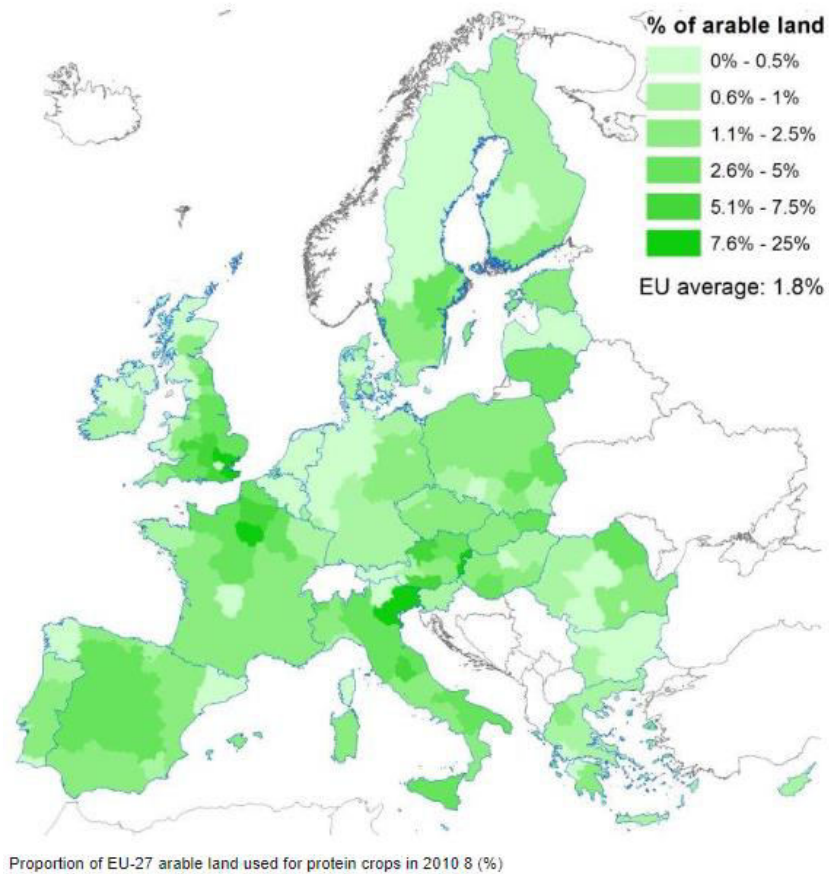 % of arable land
0% - 0.5%
0.6% - 1%
1.1% - 2.5%
2.6% - 5%
5.1% - 7.5%
7.6% - 25%
EU average: 1.8%
Proportion of EU-27 arable land used for protein crops in 2010 8 (%)